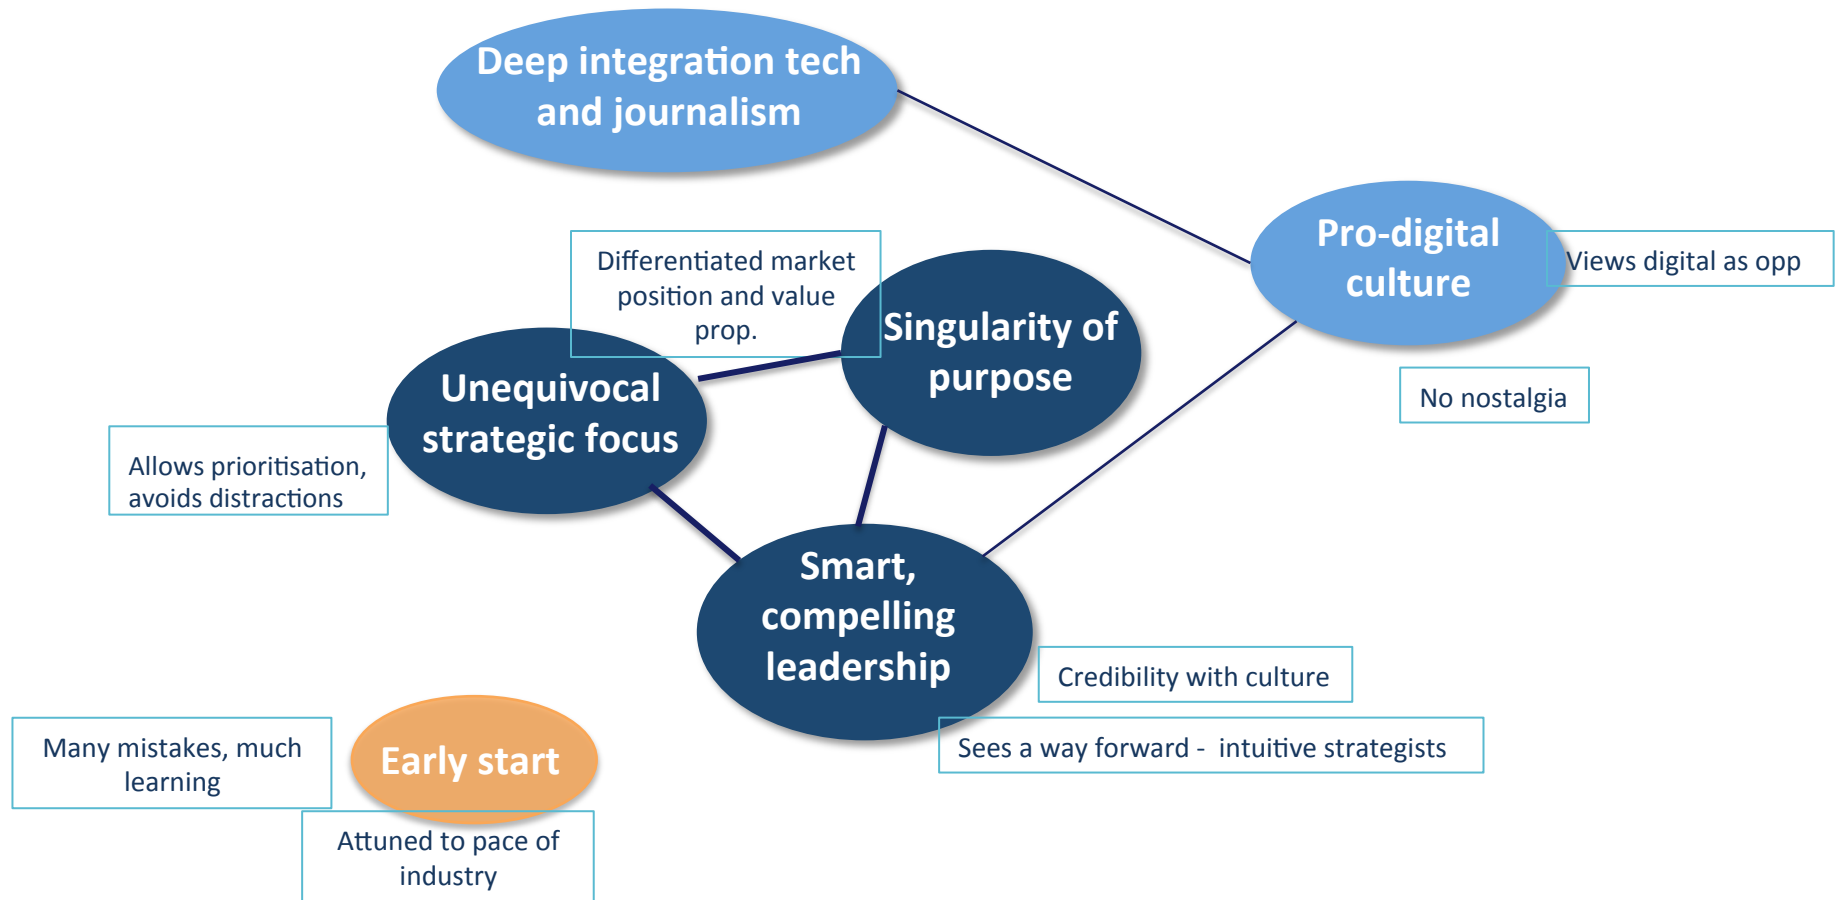 Deep integration tech
and journalism
Pro-digital
culture
Views digital as opp
No nostalgia
Differentiated market
position and value
prop.
Singularity of
purpose
Unequivocal
strategic focus
Allows prioritisation,
avoids distractions
Smart,
compelling
leadership
Credibility with culture
Sees a way forward - intuitive strategists
Many mistakes, much
learning
Early start
Attuned to pace of
industry